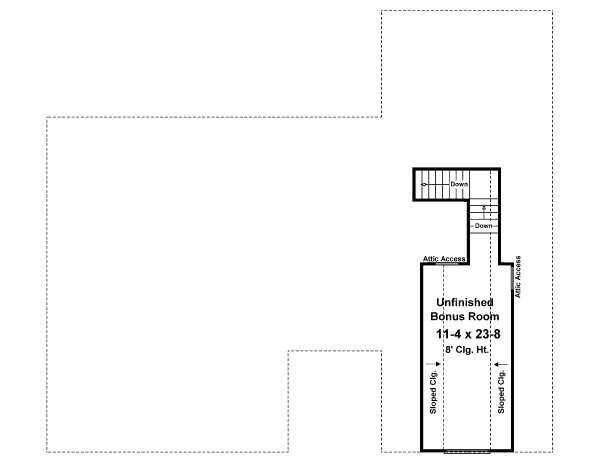 Down
Down
Attic Access
Attic Access
Unfinished
Bonus Room
11-4 x 23-8
8' Clg. Ht.
Sloped Clg.
Sloped Clg.